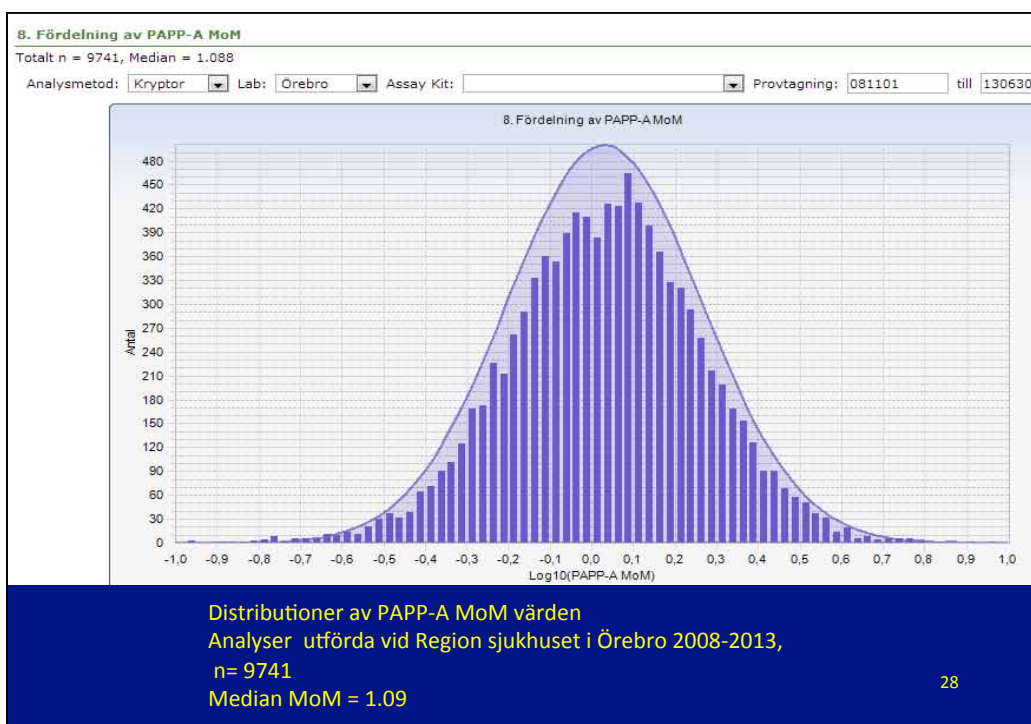 8. Fördelning av PAPP-A MoM
Totalt n = 9741, Median = 1.088
Analysmetod: Kryptor Lab: Örebro Assay Kit: Provtagning: 081101 till 130630
8. Fördelning av PAPP-A MoM
480
450
420
390
360
330
300
270
240
210
180
150
120
90
60
30
0
Antal
-1,0 -0,9 -0,8 -0,7 -0,6 -0,5 -0,4 -0,3 -0,2 -0,1 0,0 0,1 0,2 0,3 0,4 0,5 0,6 0,7 0,8 0,9 1,0
Log10(PAPP-A MoM)
Distributioner av PAPP-A MoM värden
Analyser utförda vid Region sjukhuset i Örebro 2008-2013,
n= 9741
Median MoM = 1.09
28